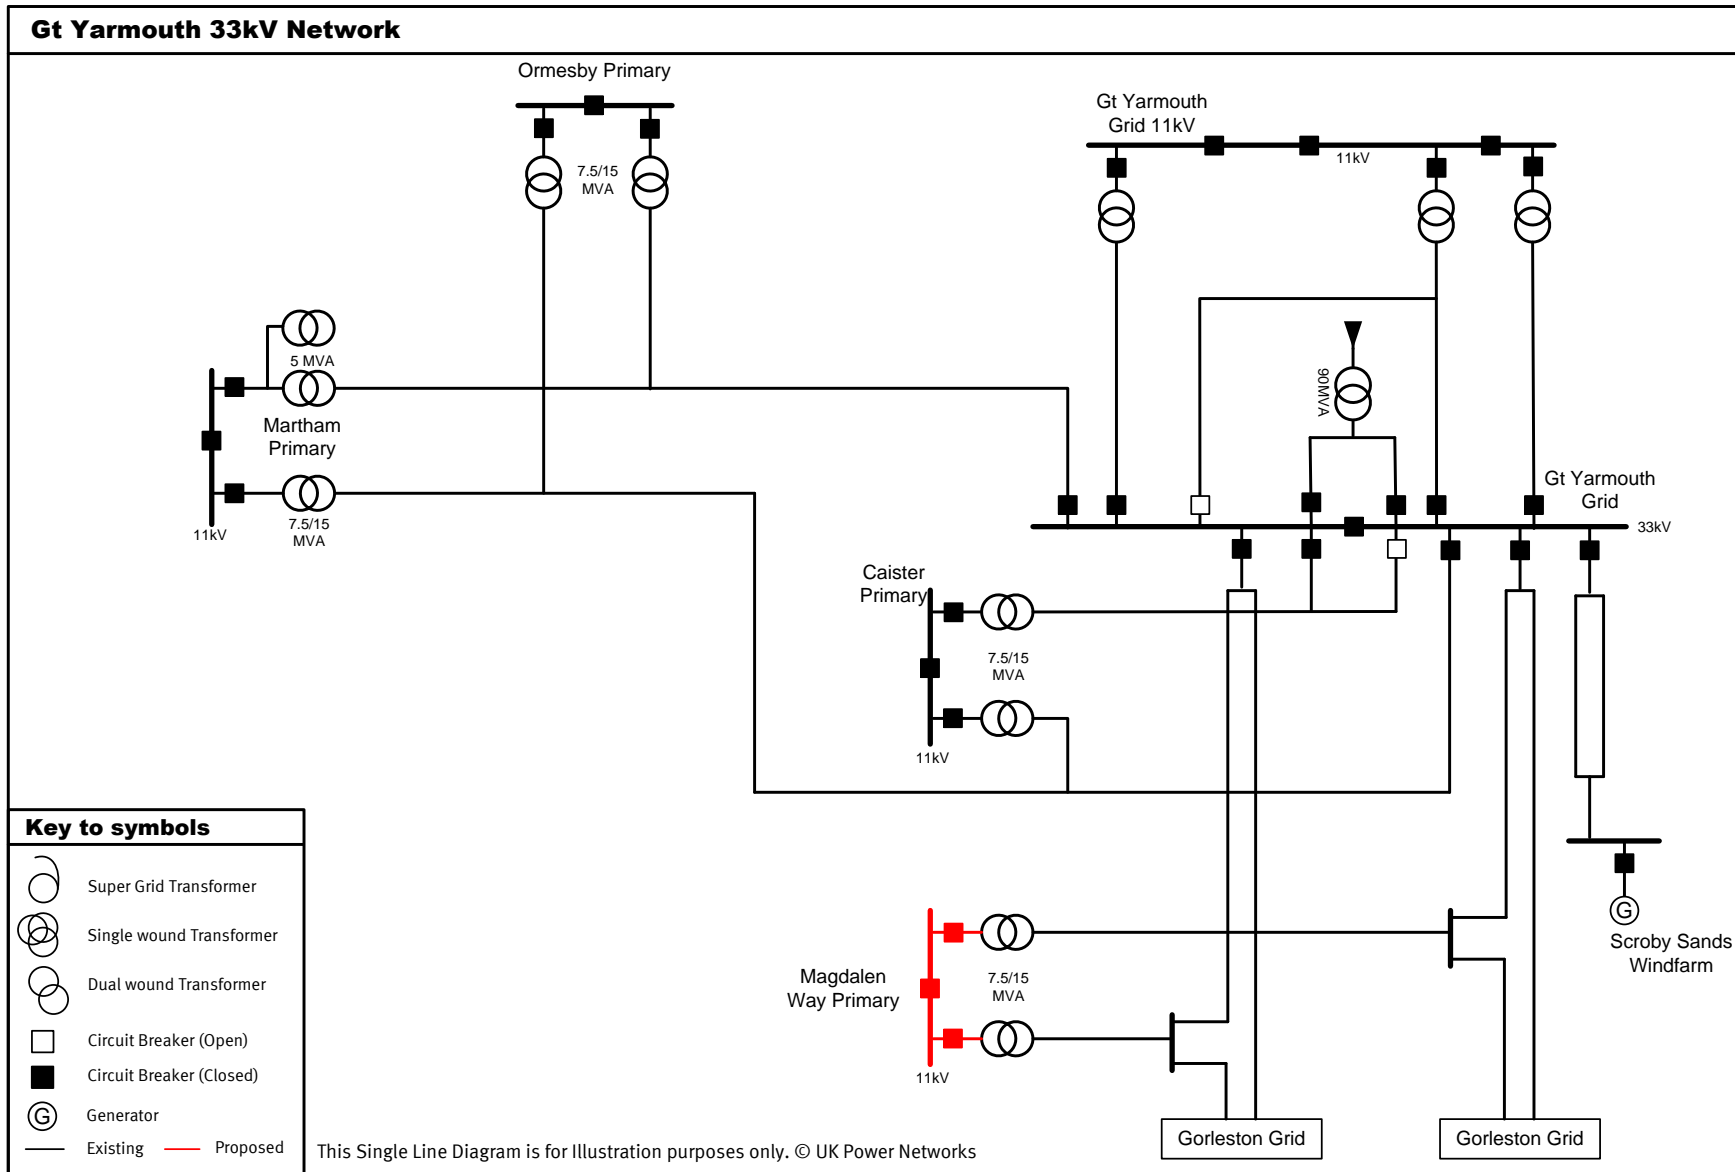 Gt Yarmouth 33kV Network
Ormesby Primary
7.5/15
MVA
Gt Yarmouth
Grid 11kV
11kV
5 MVA
Martham
Primary
7.5/15
MVA
11kV
90MVA
Gt Yarmouth
Grid
33kV
Caister
Primary
7.5/15
MVA
11kV
Magdalen
Way Primary
7.5/15
MVA
11kV
G
Scroby Sands
Windfarm
Gorleston Grid
Gorleston Grid
Key to symbols
Super Grid Transformer
Single wound Transformer
Dual wound Transformer
Circuit Breaker (Open)
Circuit Breaker (Closed)
G
Generator
Existing
Proposed
This Single Line Diagram is for Illustration purposes only. © UK Power Networks